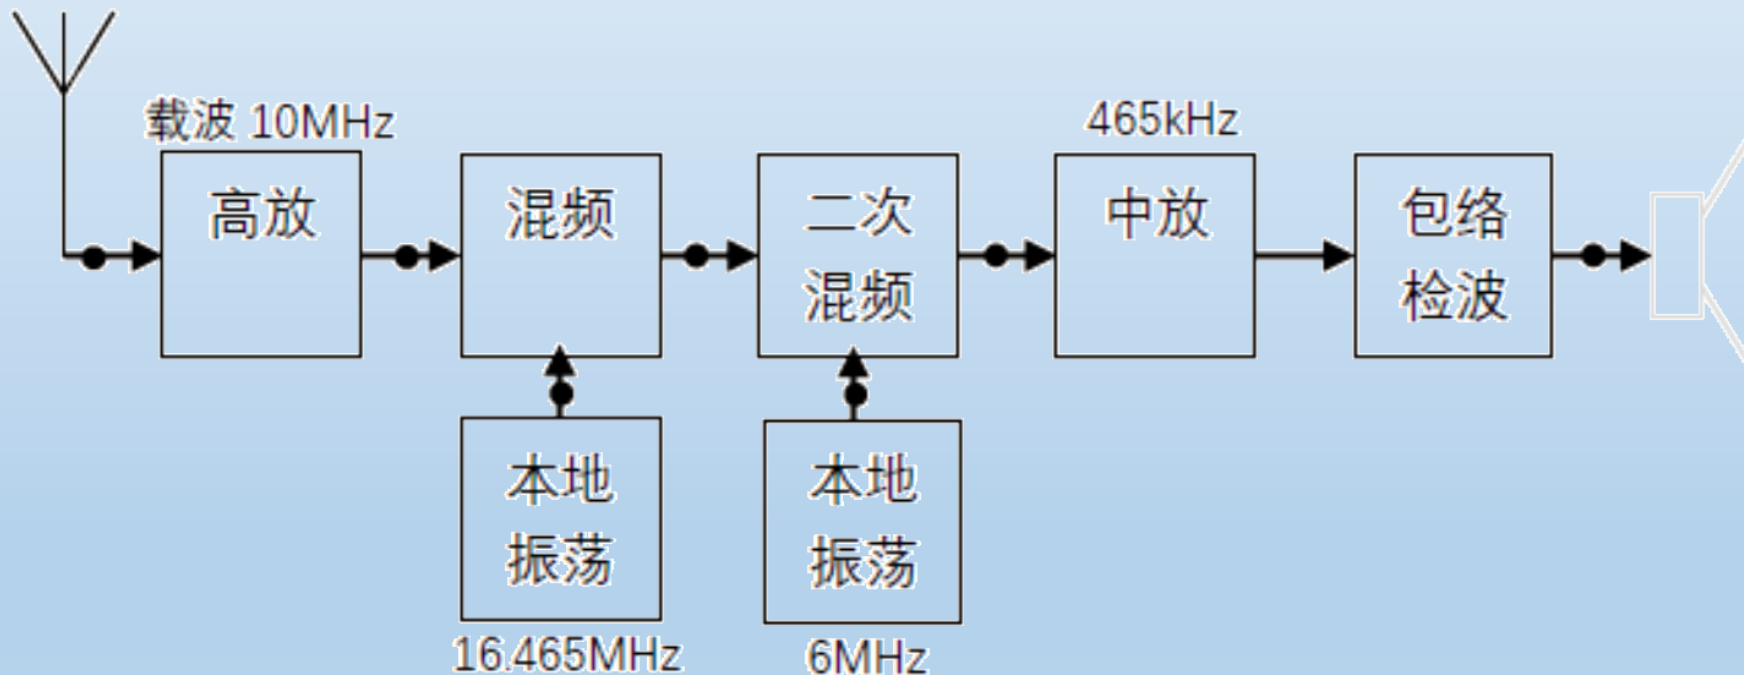 载波 10MHz
465kHz
高放
混频
二次
混频
中放
包络
检波
本地
振荡
本地
振荡
16.465MHz
6MHz